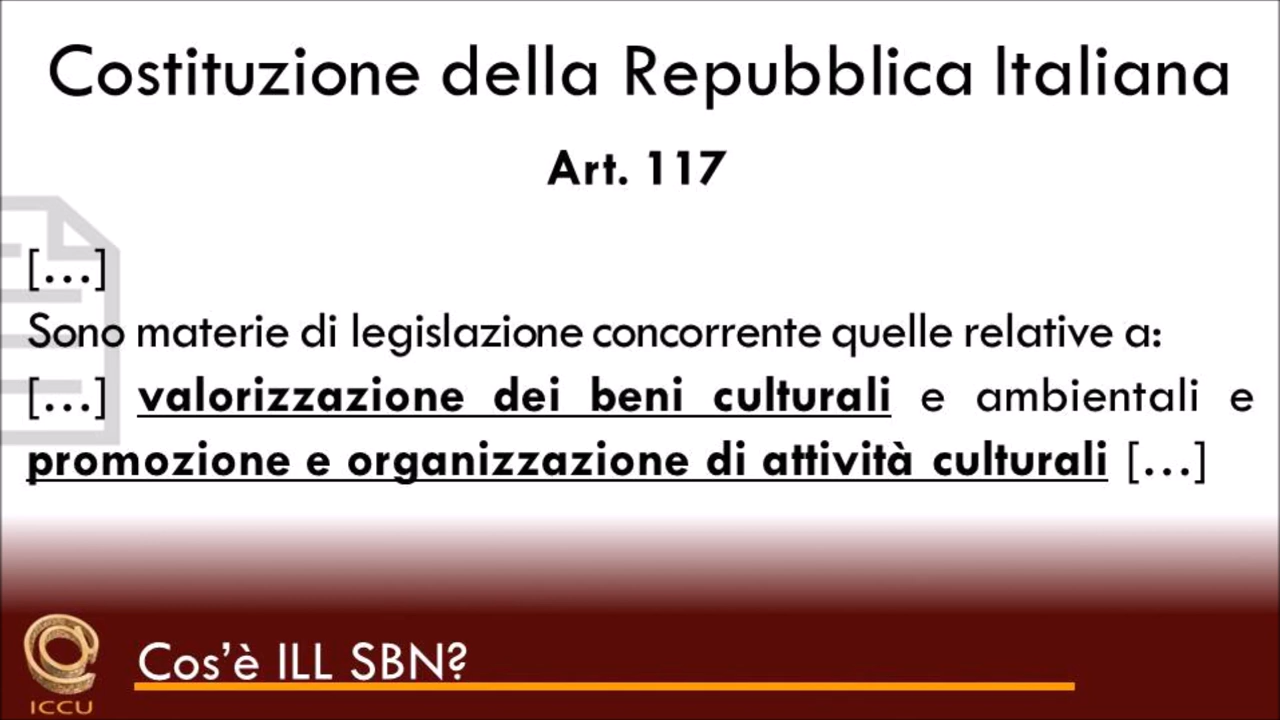 Costituzione della Repubblica Italiana
Art. 117
[…]
Sono materie di legislazione concorrente quelle relative a:
[…] valorizzazione dei beni culturali e ambientali e
promozione e organizzazione di attività culturali […]
Cos’è ILL SBN?
ICCU